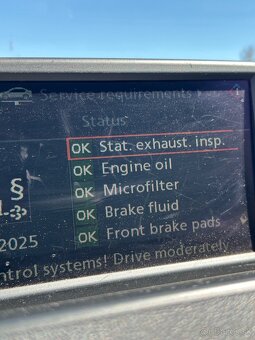 Service requirements
Status
OK Stat. exhaust. insp.
OK Engine oil
§
OK Microfilter
OK Brake fluid
2025
OK Front brake pads
control systems! Drive moderately